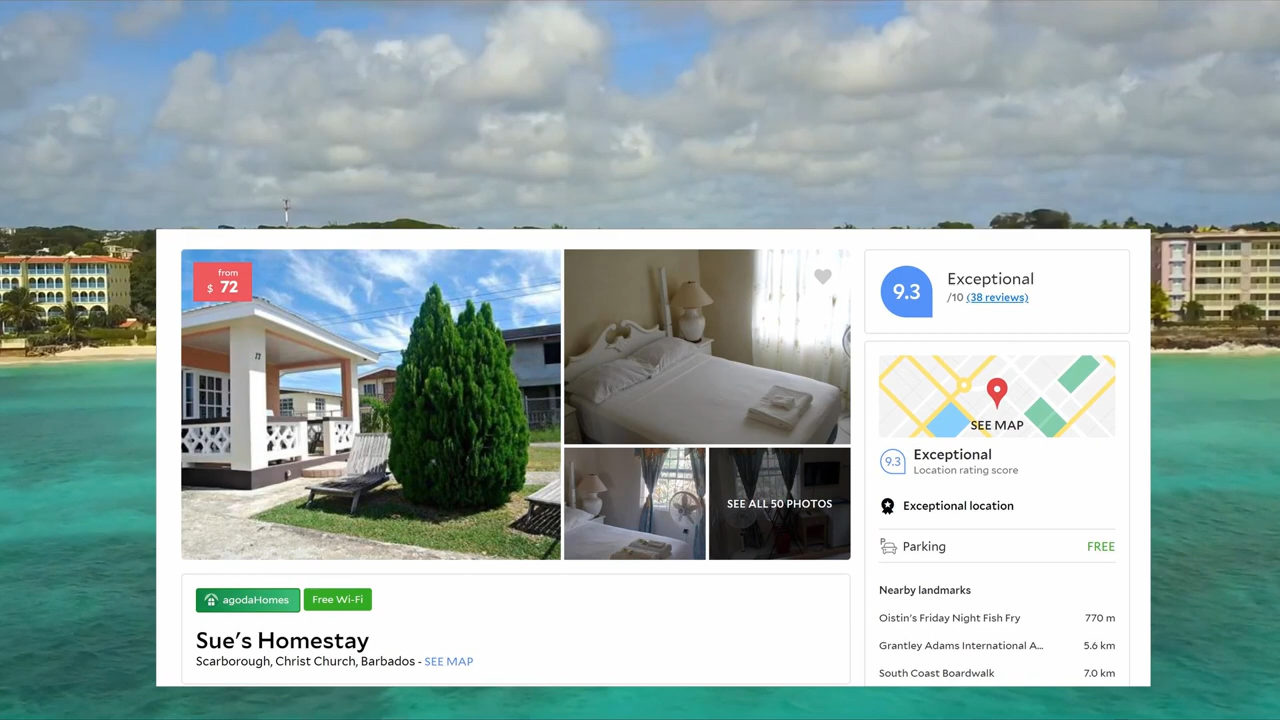 from
$ 72
SEE ALL 50 PHOTOS
agodaHomes
Free Wi-Fi
Sue's Homestay
Scarborough, Christ Church, Barbados - SEE MAP
9.3
Exceptional
/10 (38 reviews)
SEE MAP
9.3
Exceptional
Location rating score
Exceptional location
P
Parking FREE
Nearby landmarks
Oistin's Friday Night Fish Fry 770 m
Grantley Adams International A... 5.6 km
South Coast Boardwalk 7.0 km